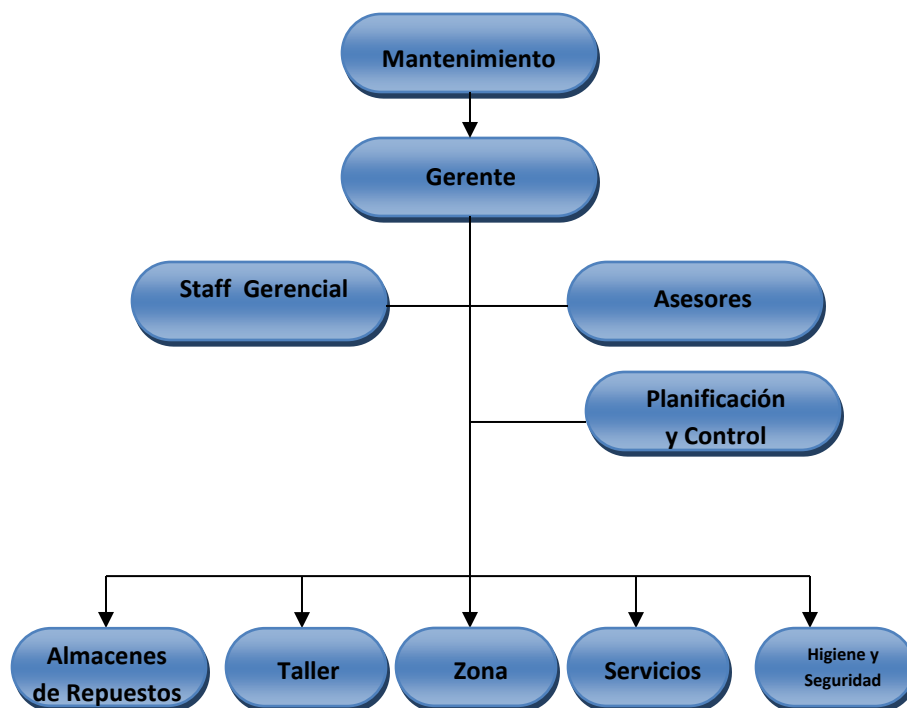 Mantenimiento
Gerente
Staff Gerencial
Asesores
Planificación
y Control
Almacenes
de Repuestos
Taller
Zona
Servicios
Higiene y
Seguridad